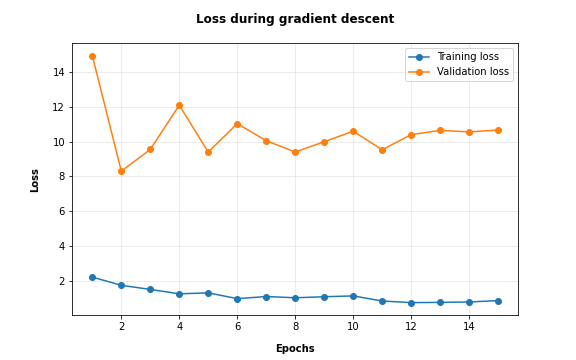 Loss during gradient descent
Training loss
Validation loss
14
12
10
8
6
4
2
Loss
2 4 6 8 10 12 14
Epochs